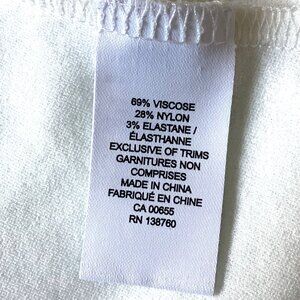 69% VISCOSE
28% NYLON
3% ELASTANE /
ÉLASTHANNE
EXCLUSIVE OF TRIMS
GARNITURES NON
COMPRISES
MADE IN CHINA
FABRIQUÉ EN CHINE
CA 00655
RN 138760